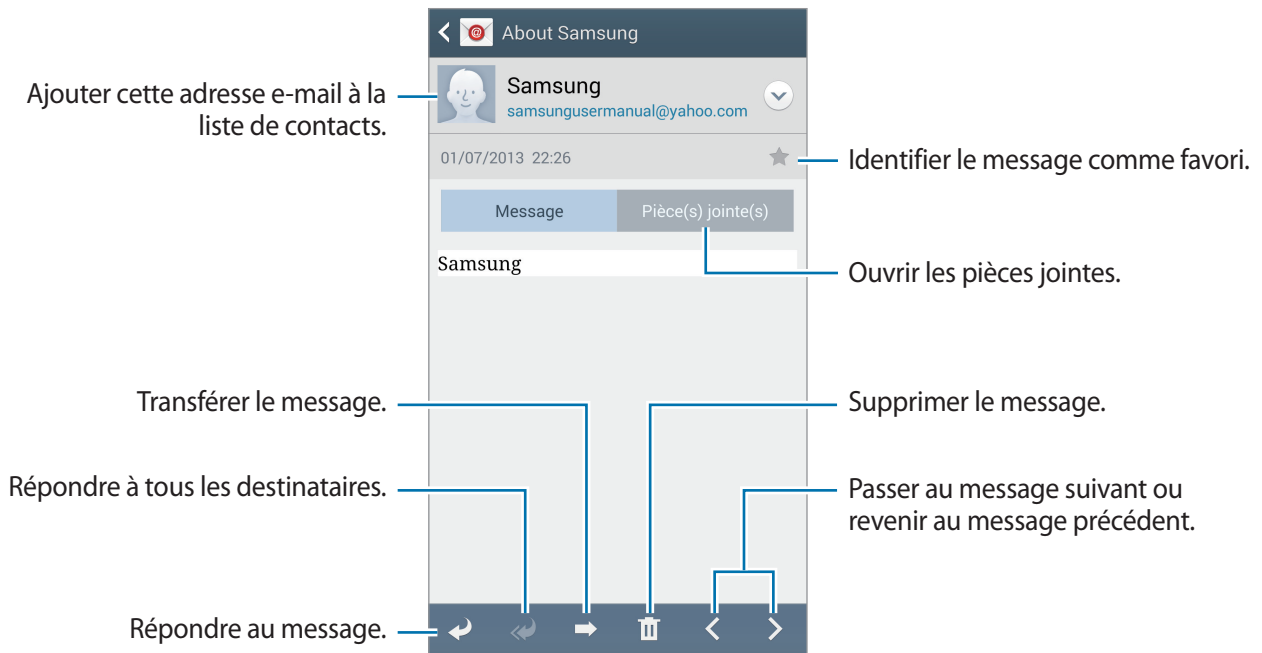 About Samsung
Ajouter cette adresse e-mail à la
liste de contacts.
Samsung
samsungusermanual@yahoo.com
01/07/2013 22:26
Identifier le message comme favori.
Message
Pièce(s) jointe(s)
Samsung
Ouvrir les pièces jointes.
Transférer le message.
Supprimer le message.
Répondre à tous les destinataires.
Passer au message suivant ou
revenir au message précédent.
Répondre au message.